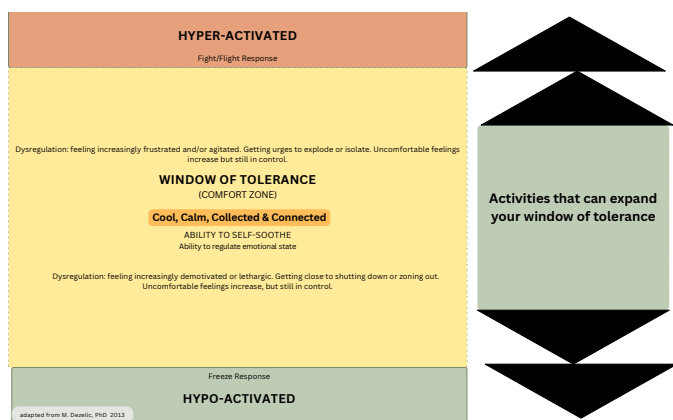 HYPER-ACTIVATED
Fight/Flight Response
Dysregulation: feeling increasingly frustrated and/or agitated. Getting urges to explode or isolate. Uncomfortable feelings
increase but still in control.
WINDOW OF TOLERANCE
(COMFORT ZONE)
Cool, Calm, Collected & Connected
ABILITY TO SELF-SOOTHE
Ability to regulate emotional state
Dysregulation: feeling increasingly demotivated or lethargic. Getting close to shutting down or zoning out.
Uncomfortable feelings increase, but still in control.
Freeze Response
HYPO-ACTIVATED
adapted from M. Dezelic, PhD 2013
Activities that can expand
your window of tolerance